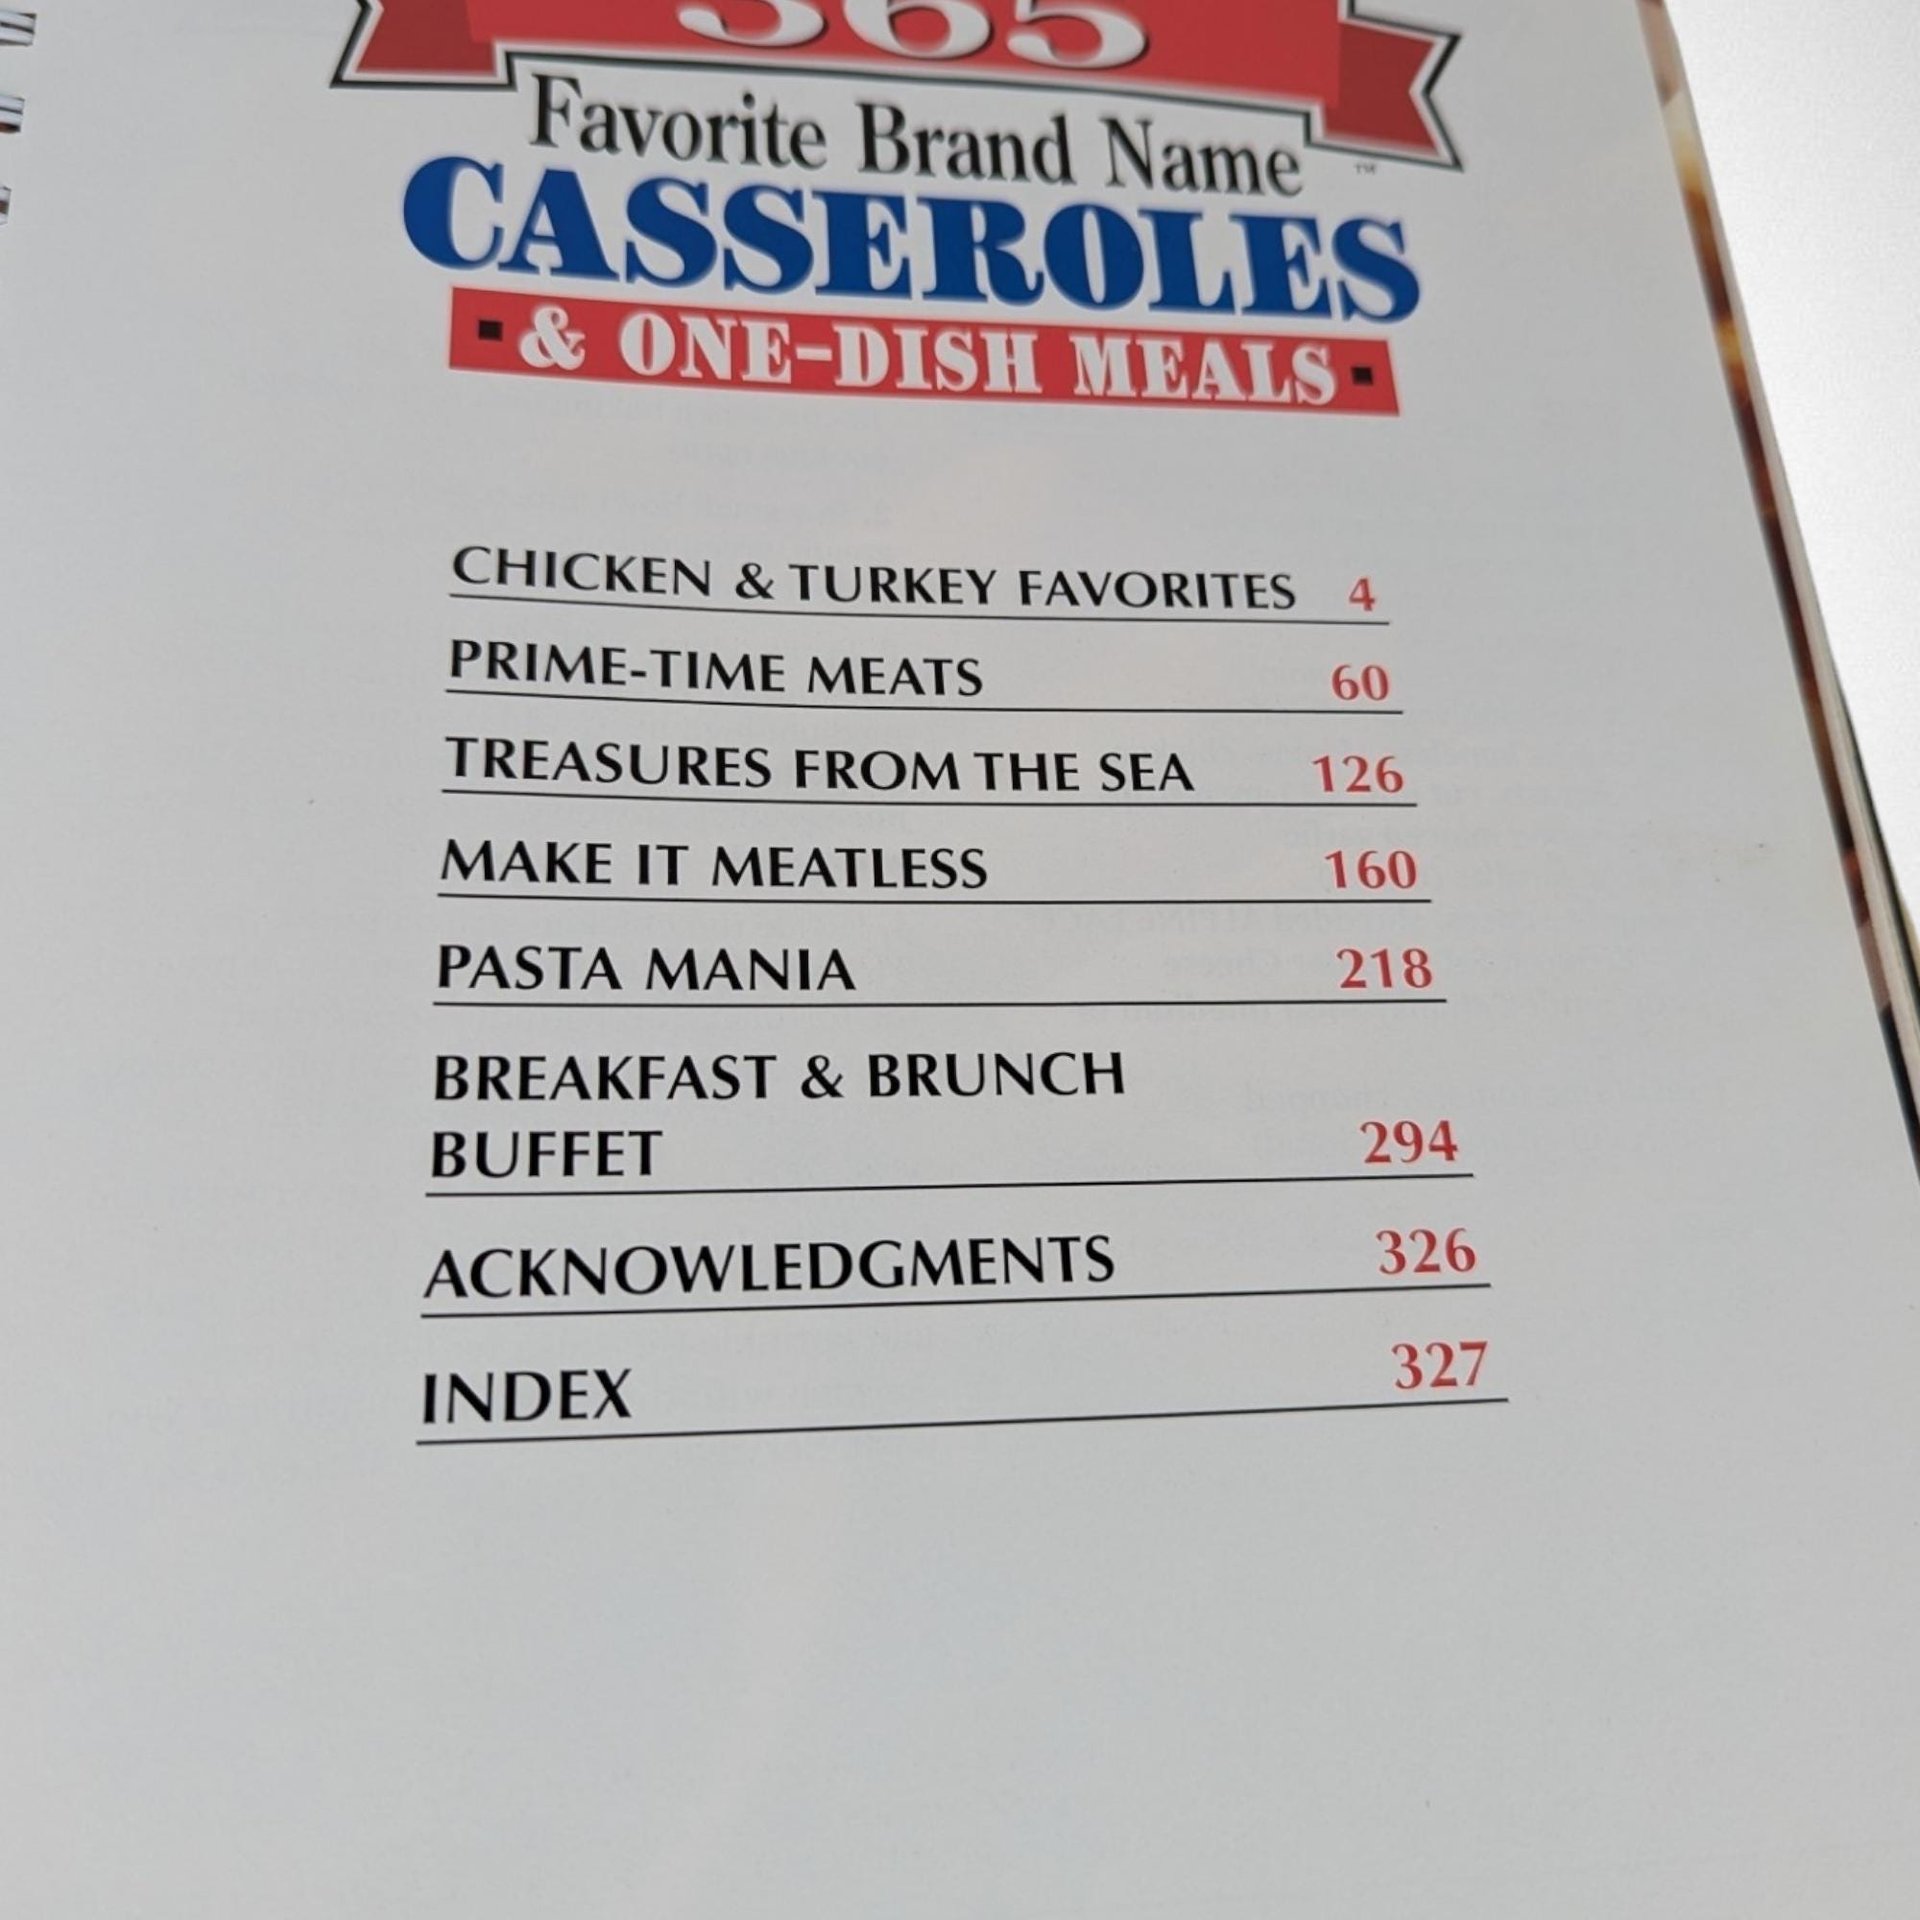 365
Favorite Brand Name
CASSEROLES
& ONE-DISH MEALS
CHICKEN & TURKEY FAVORITES 4
PRIME-TIME MEATS 60
TREASURES FROM THE SEA 126
MAKE IT MEATLESS 160
PASTA MANIA 218
BREAKFAST & BRUNCH
BUFFET 294
ACKNOWLEDGMENTS 326
INDEX 327